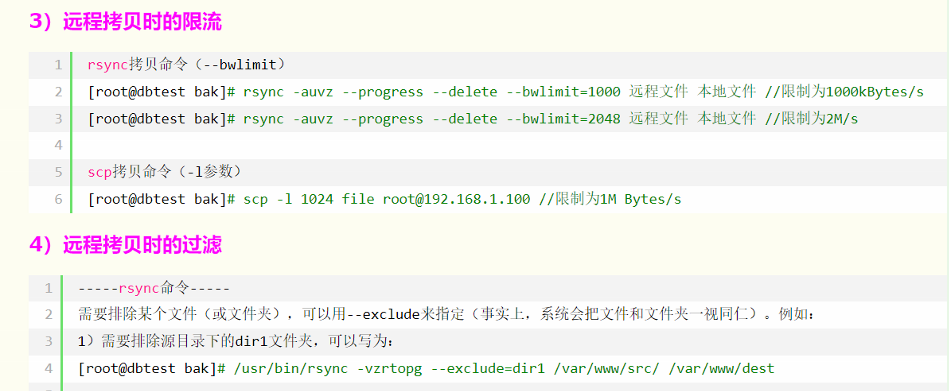 3）远程拷贝时的限流
1 rsync拷贝命令（--bwlimit）
2 [root@dbtest bak]# rsync -auvz --progress --delete --bwlimit=1000 远程文件 本地文件 //限制为1000kBytes/s
3 [root@dbtest bak]# rsync -auvz --progress --delete --bwlimit=2048 远程文件 本地文件 //限制为2M/s
4
5 scp拷贝命令（-l参数）
6 [root@dbtest bak]# scp -l 1024 file root@192.168.1.100 //限制为1M Bytes/s
4）远程拷贝时的过滤
1 -----rsync命令-----
2 需要排除某个文件（或文件夹），可以用--exclude来指定（事实上，系统会把文件和文件夹一视同仁）。例如：
3 1）需要排除源目录下的dir1文件夹，可以写为：
4 [root@dbtest bak]# /usr/bin/rsync -vzrtopg --exclude=dir1 /var/www/src/ /var/www/dest